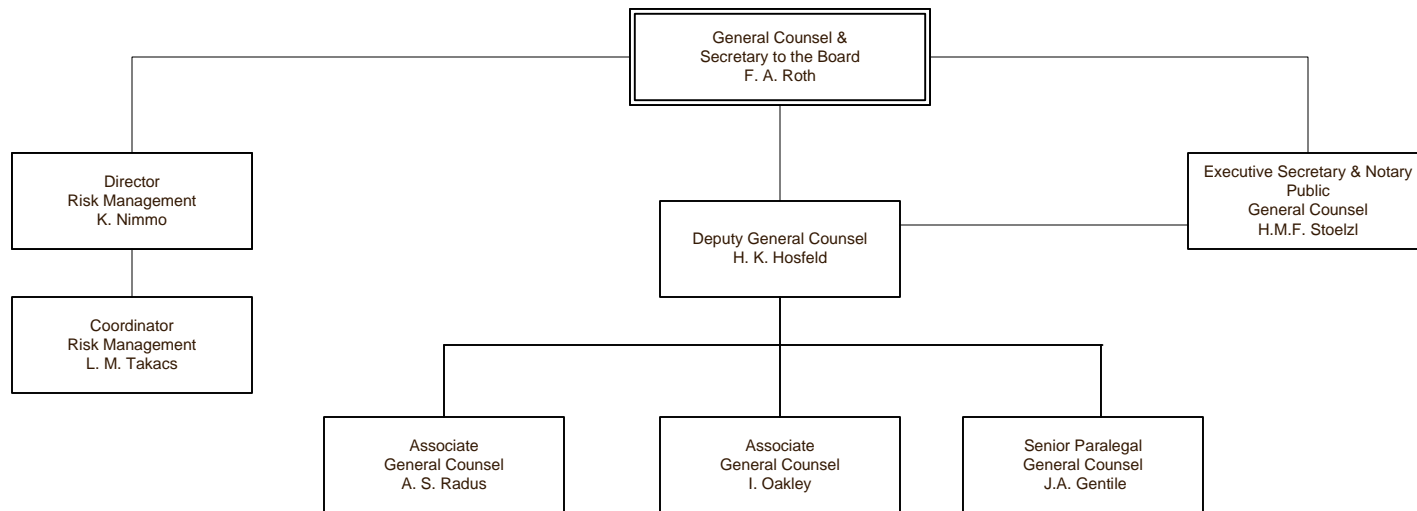 General Counsel &
Secretary to the Board
F. A. Roth
Director
Risk Management
K. Nimmo
Executive Secretary & Notary
Public
General Counsel
H.M.F. Stoelzl
Deputy General Counsel
H. K. Hosfeld
Coordinator
Risk Management
L. M. Takacs
Associate
General Counsel
A. S. Radus
Associate
General Counsel
I. Oakley
Senior Paralegal
General Counsel
J.A. Gentile